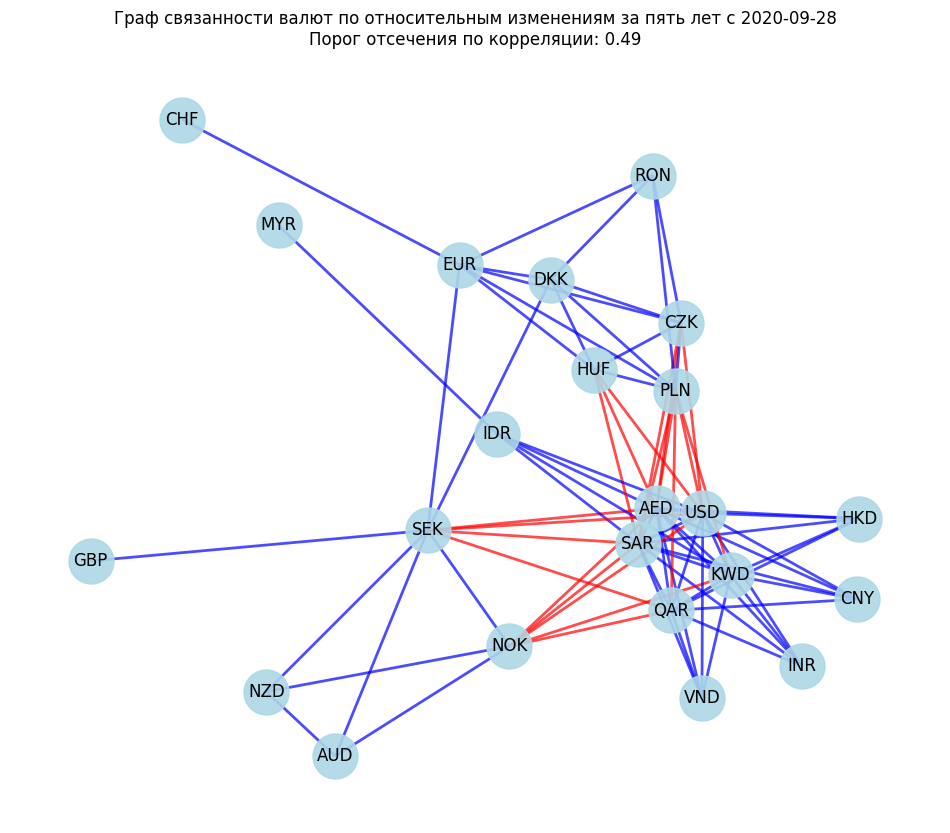 Граф связанности валют по относительным изменениям за пять лет с 2020-09-28
Порог отсечения по корреляции: 0.49
CHF
RON
MYR
EUR
DKK
CZK
HUF
PLN
IDR
AED
USD
HKD
SEK
SAR
GBP
KWD
CNY
QAR
NOK
INR
NZD
VND
AUD